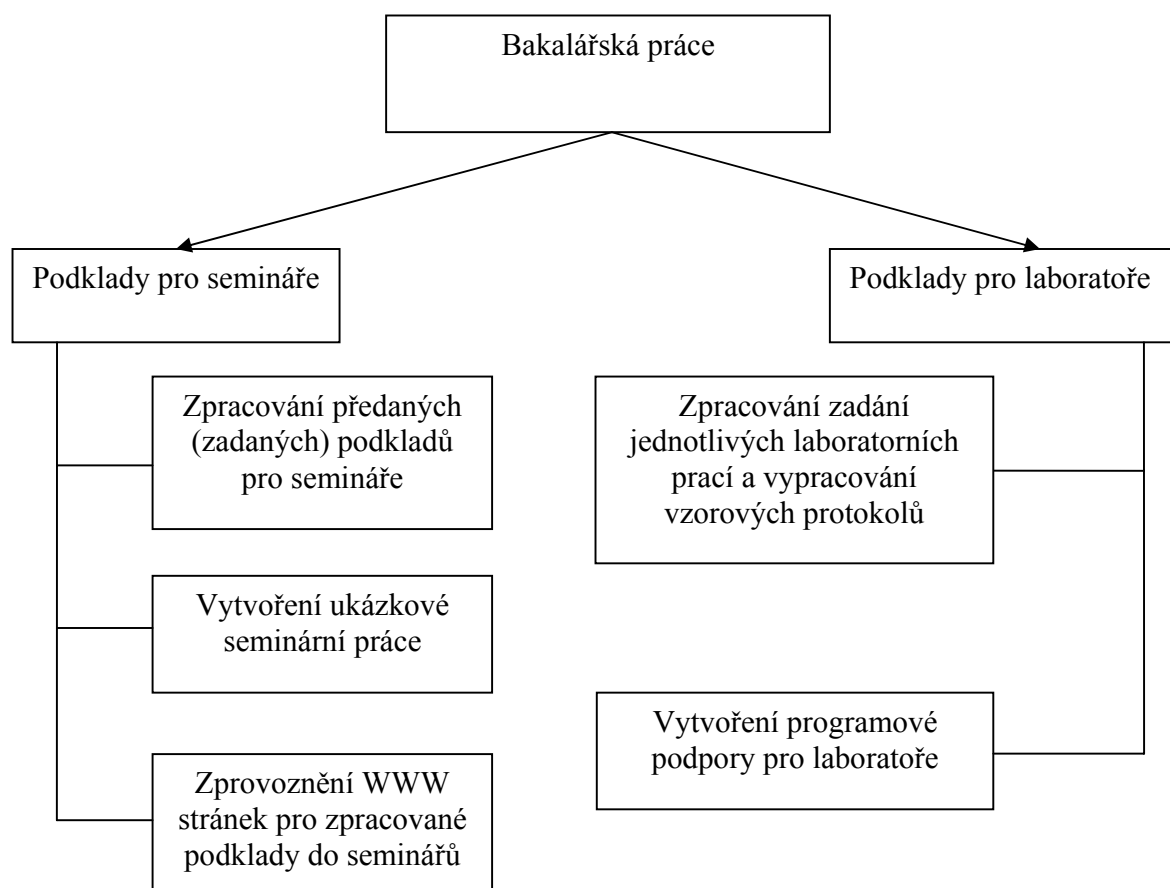 Bakalářská práce
Podklady pro semináře
Podklady pro laboratoře
Zpracování předaných
(zadaných) podkladů
pro semináře
Zpracování zadání
jednotlivých laboratorních
prací a vypracování
vzorových protokolů
Vytvoření ukázkové
seminární práce
Vytvoření programové
podpory pro laboratoře
Zprovoznění WWW
stránek pro zpracované
podklady do seminářů